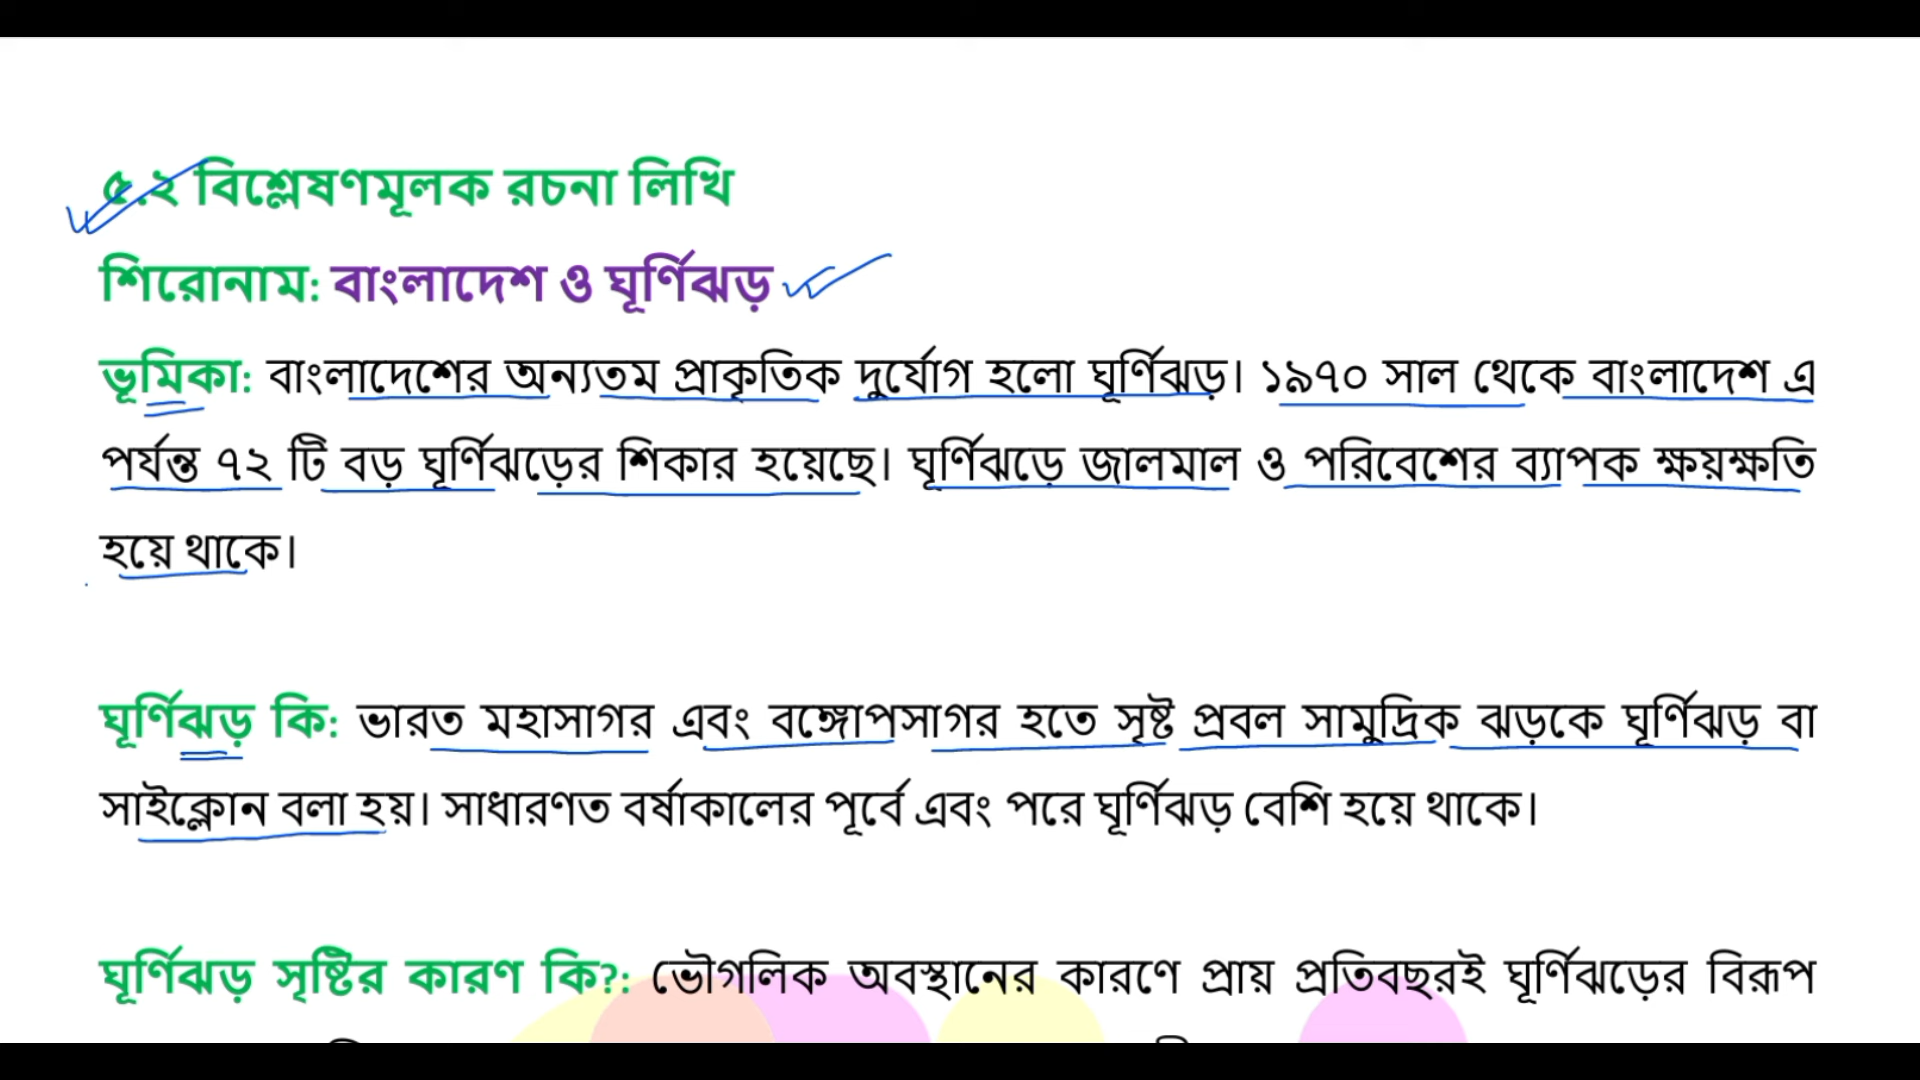 ৫.২ বিশ্লেষণমূলক রচনা লিখি
শিরোনাম: বাংলাদেশ ও ঘূর্ণিঝড়
ভূমিকা: বাংলাদেশের অন্যতম প্রাকৃতিক দুর্যোগ হলো ঘূর্ণিঝড়। ১৯৭০ সাল থেকে বাংলাদেশ এ
পর্যন্ত ৭২ টি বড় ঘূর্ণিঝড়ের শিকার হয়েছে। ঘূর্ণিঝড়ে জালমাল ও পরিবেশের ব্যাপক ক্ষয়ক্ষতি
হয়ে থাকে।
ঘূর্ণিঝড় কি: ভারত মহাসাগর এবং বঙ্গোপসাগর হতে সৃষ্ট প্রবল সামুদ্রিক ঝড়কে ঘূর্ণিঝড় বা
সাইক্লোন বলা হয়। সাধারণত বর্ষাকালের পূর্বে এবং পরে ঘূর্ণিঝড় বেশি হয়ে থাকে।
ঘূর্ণিঝড় সৃষ্টির কারণ কি?: ভৌগলিক অবস্থানের কারণে প্রায় প্রতিবছরই ঘূর্ণিঝড়ের বিরূপ